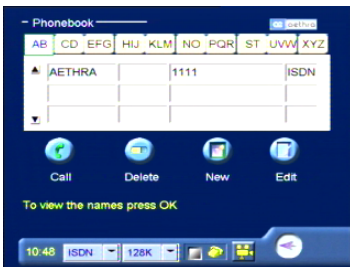 Phonebook aethra
AB CD EFG HIJ KLM NO PQR ST UVW XYZ
AETHRA 1111 ISDN
Call Delete New Edit
To view the names press OK
10:48 ISDN 128K